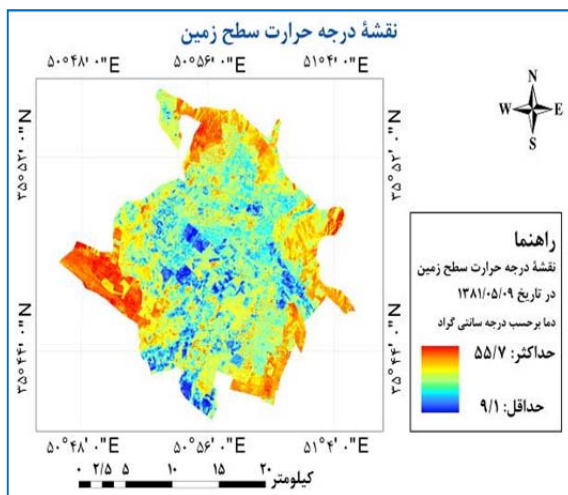 نقشهٔ درجه حرارت سطح زمین
۵۰°۴۸'۰"E ۵۰°۵۶'۰"E ۵۱°۴'۰"E
N
W E
S
۳۵°۵۲'۰"N ۳۵°۵۲'۰"N
۳۵°۴۴'۰"N ۳۵°۴۴'۰"N
راهنما
نقشهٔ درجه حرارت سطح زمین
در تاریخ ۱۳۸۱/۰۵/۰۹
دما برحسب درجه سانتی گراد
حداکثر: ۵۵/۷
حداقل: ۹/۱
۵۰°۴۸'۰"E ۵۰°۵۶'۰"E ۵۱°۴'۰"E
۰ ۲/۵ ۵ ۱۰ ۱۵ ۲۰
کیلومتر